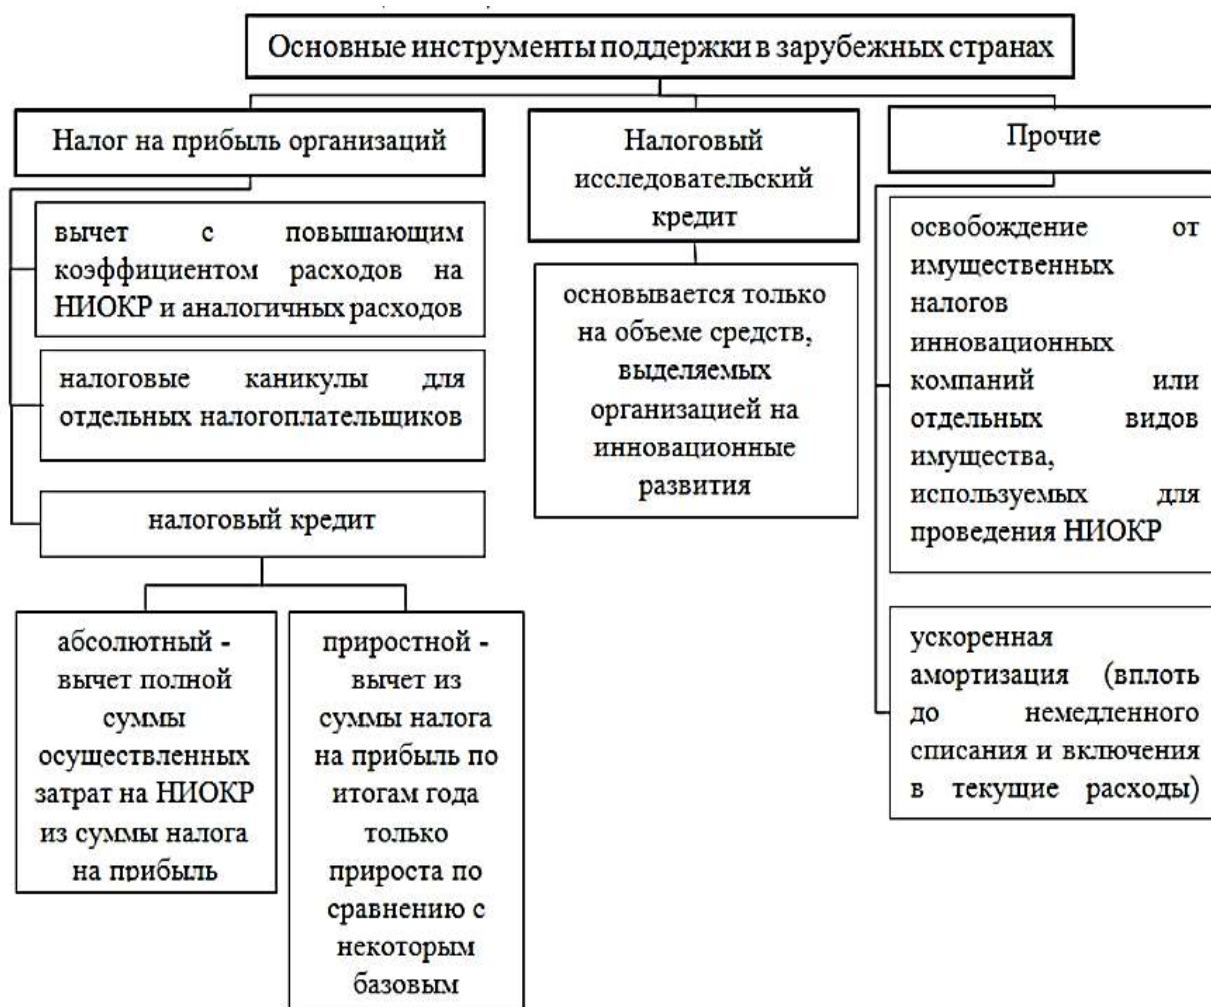 Основные инструменты поддержки в зарубежных странах
Налог на прибыль организаций
вычет с повышающим
коэффициентом расходов на
НИОКР и аналогичных расходов
налоговые каникулы для
отдельных налогоплательщиков
налоговый кредит
абсолютный -
вычет полной
суммы
осуществленных
затрат на НИОКР
из суммы налога
на прибыль
приростной -
вычет из
суммы налога
на прибыль по
итогам года
только
прироста по
сравнению с
некоторым
базовым
Налоговый
исследовательский
кредит
основывается только
на объеме средств,
выделяемых
организацией на
инновационные
развития
Прочие
освобождение от
имущественных
налогов
инновационных
компаний или
отдельных видов
имущества,
используемых для
проведения НИОКР
ускоренная
амортизация (вплоть
до немедленного
списания и включения
в текущие расходы)